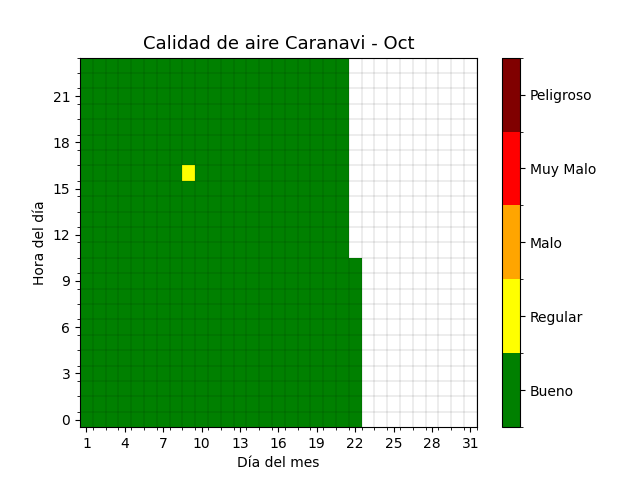 Calidad de aire Caranavi - Oct
Hora del día
21
18
15
12
9
6
3
0
1 4 7 10 13 16 19 22 25 28 31
Día del mes
Peligroso
Muy Malo
Malo
Regular
Bueno